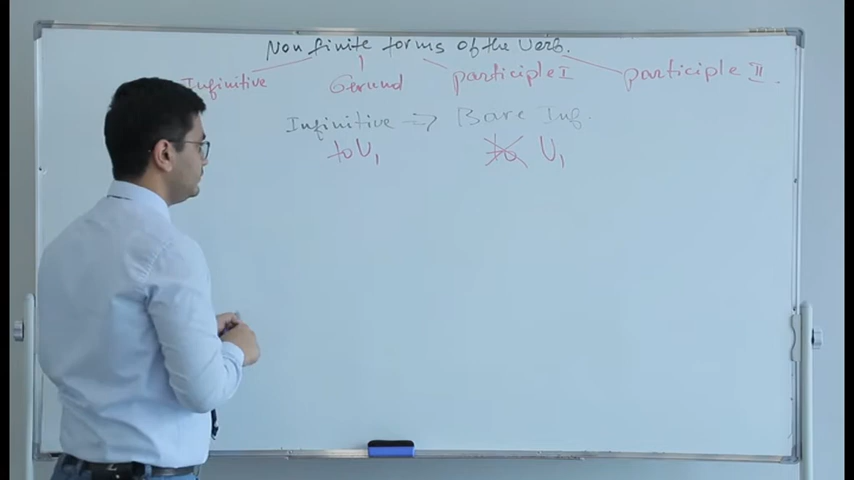 Non finite forms of the Verb.
Infinitive Gerund participle I participle II.
Infinitive => Bare Inf.
to V1 to V1